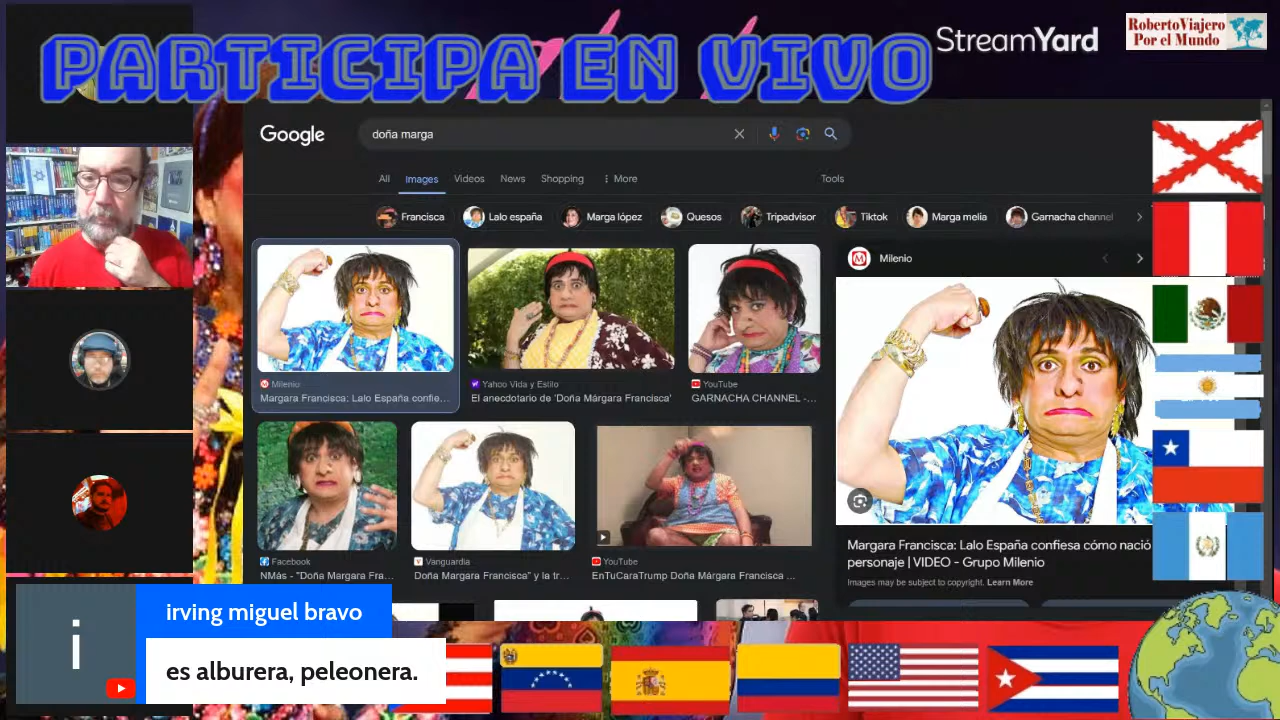 PARTICIPA EN VIVO
StreamYard
RobertoViajero
Por el Mundo
Google
doña marga
All Images Videos News Shopping More Tools
Francisca Lalo españa Marga lópez Quesos Tripadvisor Tiktok Marga melia Garnacha channel
Milenio
Margara Francisca: Lalo España confie...
Yahoo Vida y Estilo
El anecdotario de 'Doña Márgara Francisca'
YouTube
GARNACHA CHANNEL -...
Milenio
Facebook
NMás - "Doña Margara Fra...
Vanguardia
Doña Margara Francisca" y la tr...
YouTube
EnTuCaraTrump Doña Márgara Francisca ...
Margara Francisca: Lalo España confiesa cómo nació
personaje | VIDEO - Grupo Milenio
Images may be subject to copyright. Learn More
i
irving miguel bravo
es alburera, peleonera.